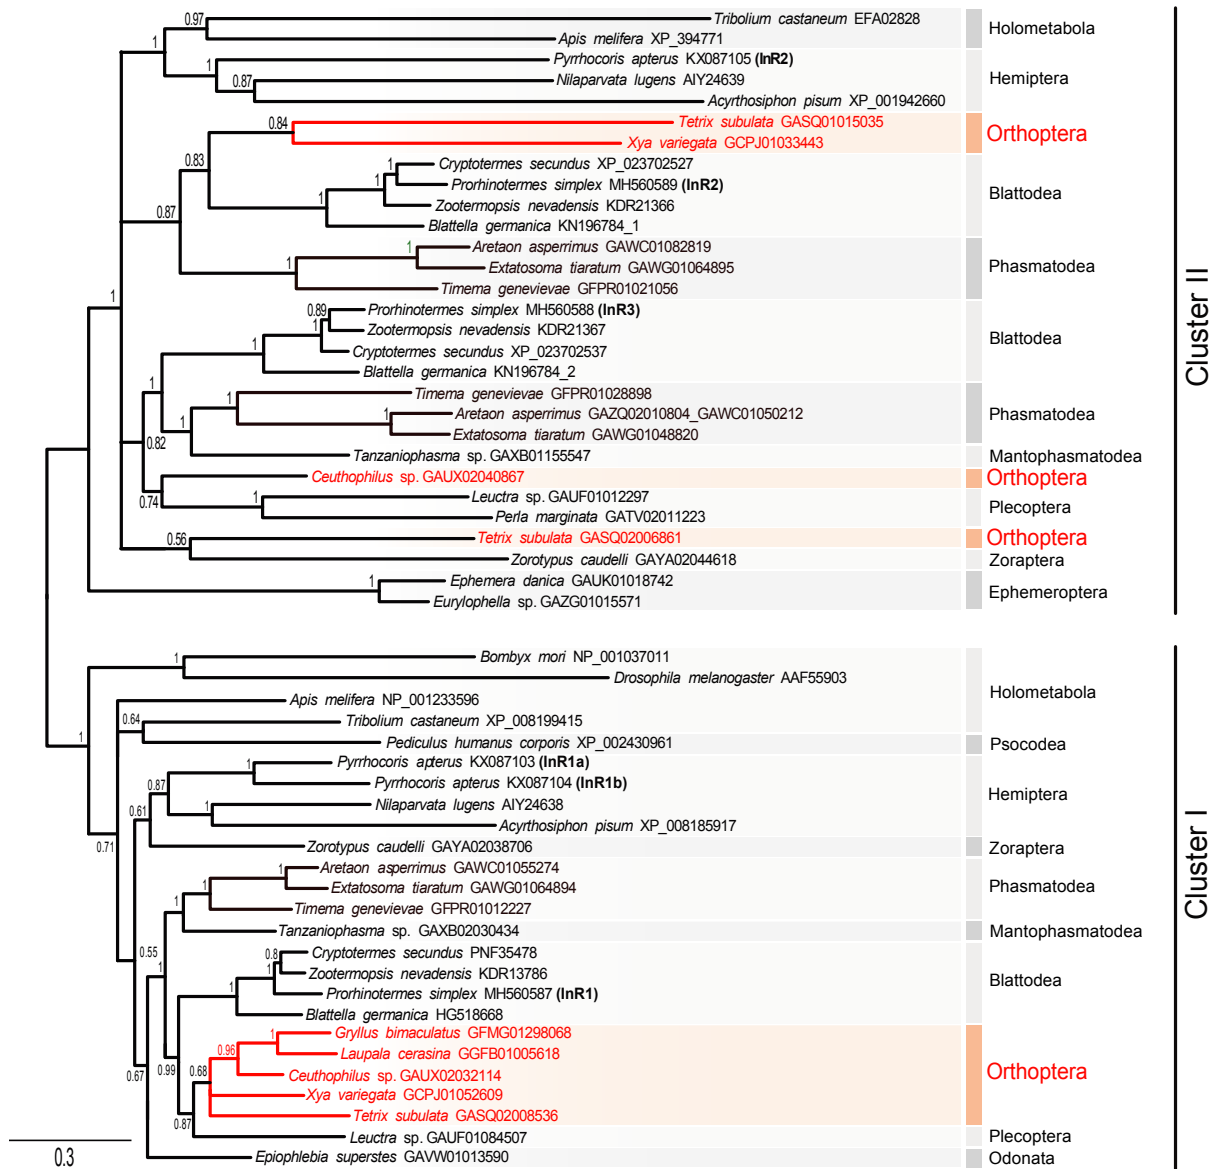 0.97
Tribolium castaneum EFA02828
Holometabola
1
Apis melifera XP_394771
Pyrrhocoris apterus KX087105 (InR2)
1
Nilaparvata lugens AIY24639
Hemiptera
0.87
Acyrthosiphon pisum XP_001942660
0.84
Tetrix subulata GASQ01015035
Orthoptera
Xya variegata GCPJ01033443
0.83
Cryptotermes secundus XP_023702527
1
Prorhinotermes simplex MH560589 (InR2)
1
Blattodea
Zootermopsis nevadensis KDR21366
1
Blattella germanica KN196784_1
0.87
1
Aretaon asperrimus GAWC01082819
Extatosoma tiaratum GAWG01064895
Phasmatodea
1
Timema genevievae GFPR01021056
1
0.89
Prorhinotermes simplex MH560588 (InR3)
1
Zootermopsis nevadensis KDR21367
Blattodea
1
Cryptotermes secundus XP_023702537
Blattella germanica KN196784_2
1
Timema genevievae GFPR01028898
1
Aretaon asperrimus GAZQ02010804_GAWC01050212
Phasmatodea
1
1
Extatosoma tiaratum GAWG01048820
0.82
Tanzaniophasma sp. GAXB01155547
Mantophasmatodea
Ceuthophilus sp. GAUX02040867
Orthoptera
0.74
1
Leuctra sp. GAUF01012297
Plecoptera
Perla marginata GATV02011223
0.56
Tetrix subulata GASQ02006861
Orthoptera
Zorotypus caudelli GAYA02044618
Zoraptera
1
Ephemera danica GAUK01018742
Ephemeroptera
Eurylophella sp. GAZG01015571
Cluster II
1
Bombyx mori NP_001037011
Drosophila melanogaster AAF55903
Holometabola
Apis melifera NP_001233596
0.64
Tribolium castaneum XP_008199415
1
Pediculus humanus corporis XP_002430961
Psocodea
1
Pyrrhocoris apterus KX087103 (InR1a)
0.87
Pyrrhocoris apterus KX087104 (InR1b)
Hemiptera
0.61
1
Nilaparvata lugens AIY24638
Acyrthosiphon pisum XP_008185917
0.71
Zorotypus caudelli GAYA02038706
Zoraptera
1
Aretaon asperrimus GAWC01055274
1
Extatosoma tiaratum GAWG01064894
Phasmatodea
1
Timema genevievae GFPR01012227
Tanzaniophasma sp. GAXB02030434
Mantophasmatodea
0.55
0.8
Cryptotermes secundus PNF35478
1
1
Zootermopsis nevadensis KDR13786
Blattodea
1
Prorhinotermes simplex MH560587 (InR1)
Blattella germanica HG518668
1
Gryllus bimaculatus GFMG01298068
0.96
Laupala cerasina GGFB01005618
0.67
0.99
0.68
Ceuthophilus sp. GAUX02032114
Orthoptera
Xya variegata GCPJ01052609
Tetrix subulata GASQ02008536
0.87
Leuctra sp. GAUF01084507
Plecoptera
Epiophlebia superstes GAVW01013590
Odonata
Cluster I
0.3